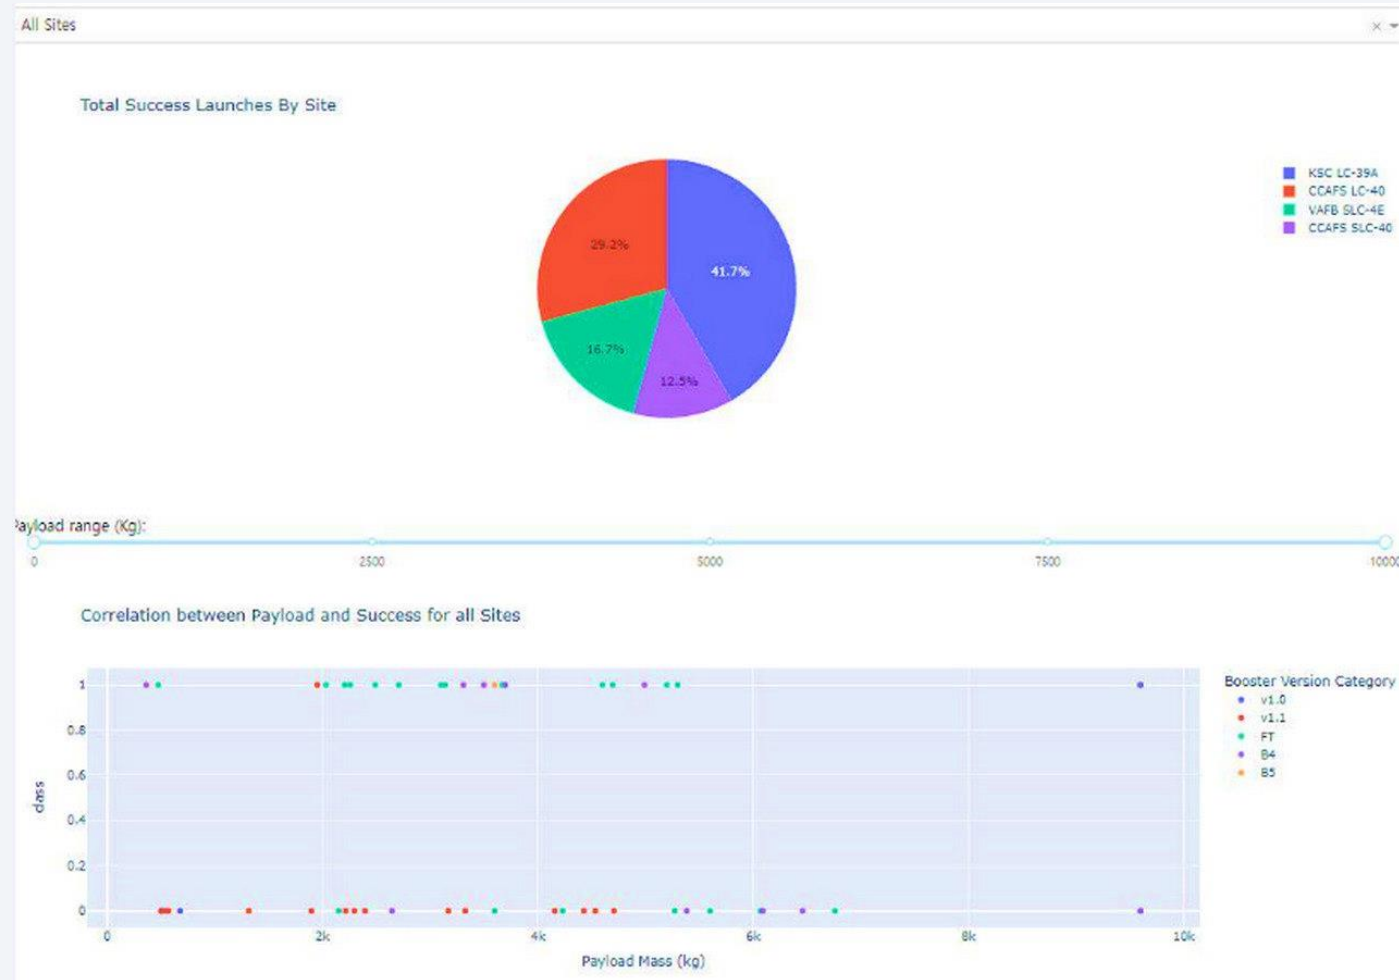 All Sites
Total Success Launches By Site
KSC LC-39A
CCAFS LC-40
VAFB SLC-4E
CCAFS SLC-40
29.2%
41.7%
16.7%
12.5%
Payload range (Kg):
0 2500 5000 7500 10000
Correlation between Payload and Success for all Sites
Booster Version Category
v1.0
v1.1
FT
B4
B5
1
0.8
0.6
0.4
0.2
0
class
0 2k 4k 6k 8k 10k
Payload Mass (kg)